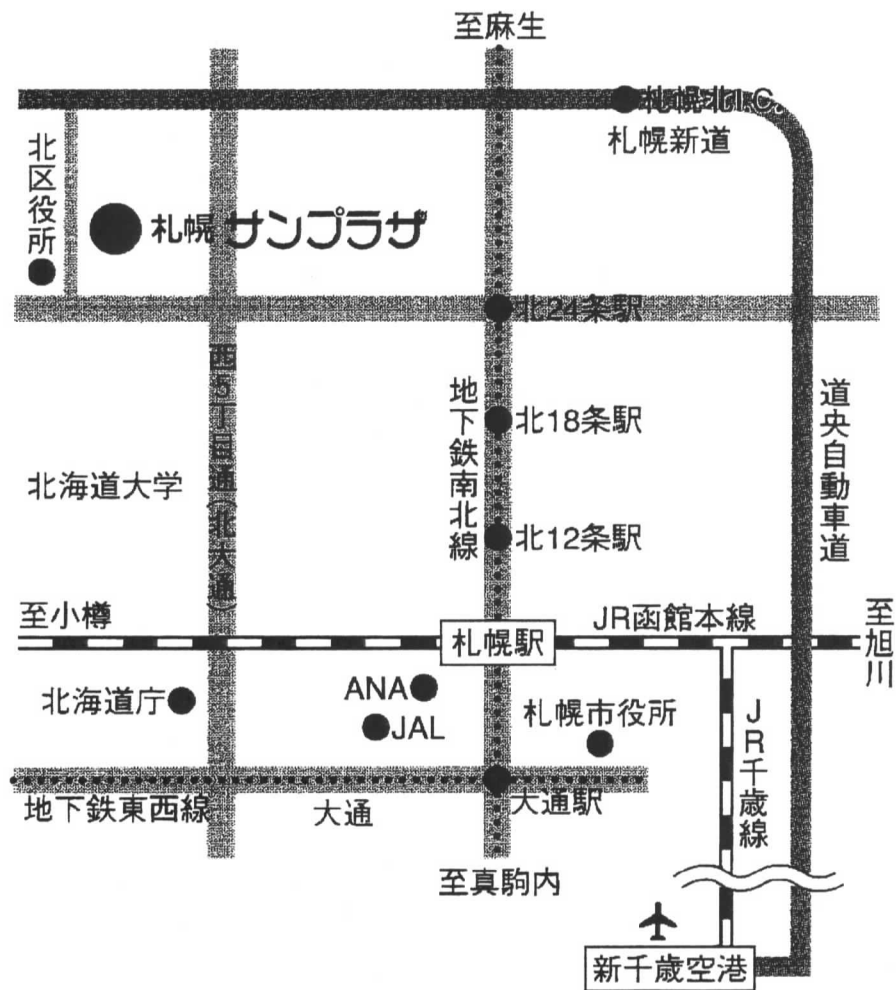 至麻生
札幌北I.C.
札幌新道
北区役所
札幌 サンプラザ
北24条駅
西5丁目通(北大通)
地下鉄南北線
北18条駅
道央自動車道
北海道大学
北12条駅
至小樽
札幌駅
JR函館本線
至旭川
北海道庁
ANA
JAL
札幌市役所
JR千歳線
地下鉄東西線
大通
大通駅
至真駒内
新千歳空港